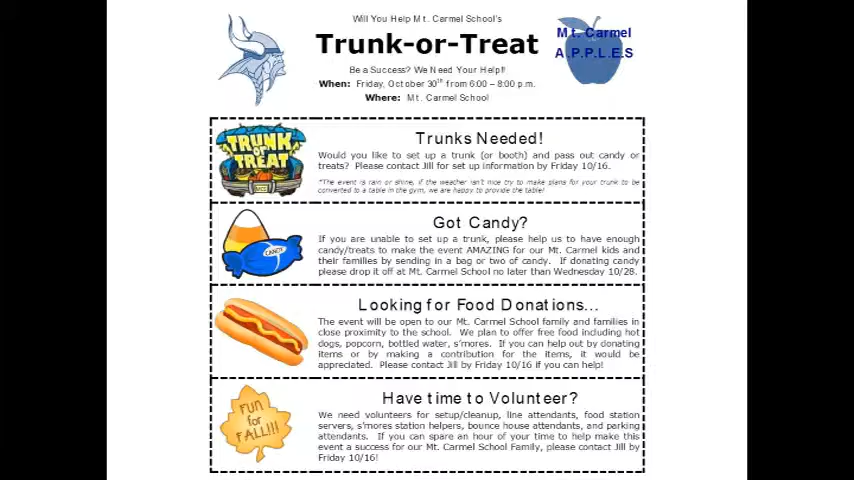 Will You Help Mt. Carmel School's
Trunk-or-Treat
Be a Success? We Need Your Help!!
When: Friday, October 30th from 6:00 – 8:00 p.m.
Where: Mt. Carmel School
Mt. Carmel
A.P.P.L.E.S
TRUNK
or
TREAT
Trunks Needed!
Would you like to set up a trunk (or booth) and pass out candy or
treats? Please contact Jill for set up information by Friday 10/16.
*The event is rain or shine, if the weather isn't nice try to make plans for your trunk to be
converted to a table in the gym, we are happy to provide the table!
CANDY
Got Candy?
If you are unable to set up a trunk, please help us to have enough
candy/treats to make the event AMAZING for our Mt. Carmel kids and
their families by sending in a bag or two of candy. If donating candy
please drop it off at Mt. Carmel School no later than Wednesday 10/28.
Looking for Food Donations...
The event will be open to our Mt. Carmel School family and families in
close proximity to the school. We plan to offer free food including hot
dogs, popcorn, bottled water, s'mores. If you can help out by donating
items or by making a contribution for the items, it would be
appreciated. Please contact Jill by Friday 10/16 if you can help!
FUN
for
FALL!!!
Have time to Volunteer?
We need volunteers for setup/cleanup, line attendants, food station
servers, s'mores station helpers, bounce house attendants, and parking
attendants. If you can spare an hour of your time to help make this
event a success for our Mt. Carmel School Family, please contact Jill by
Friday 10/16!